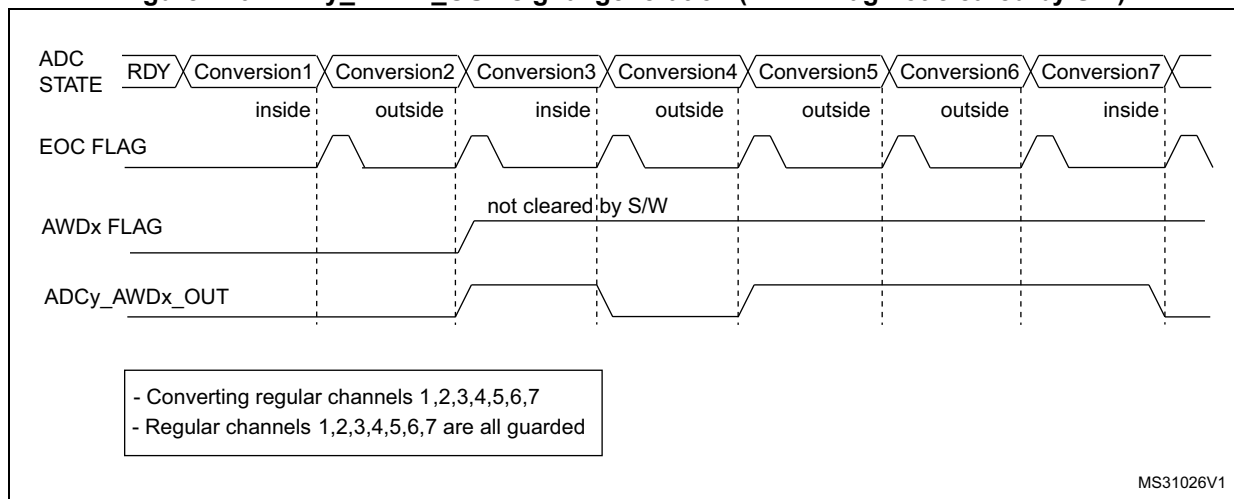 ADC
STATE
RDY Conversion1 Conversion2 Conversion3 Conversion4 Conversion5 Conversion6 Conversion7
inside outside inside outside outside outside inside
EOC FLAG
not cleared by S/W
AWDx FLAG
ADCy_AWDx_OUT
- Converting regular channels 1,2,3,4,5,6,7
- Regular channels 1,2,3,4,5,6,7 are all guarded
MS31026V1